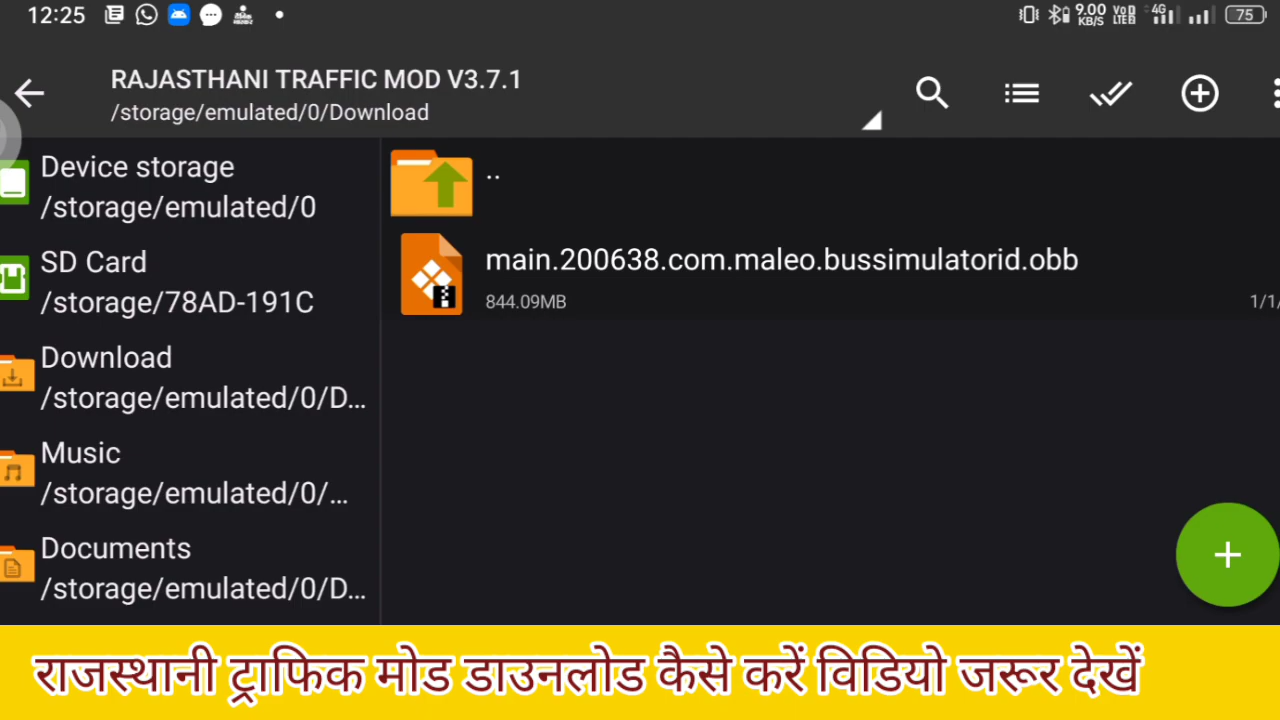 12:25
9.00 KB/S
VoD LTE
4G
75
RAJASTHANI TRAFFIC MOD V3.7.1
/storage/emulated/0/Download
Device storage
/storage/emulated/0
SD Card
/storage/78AD-191C
Download
/storage/emulated/0/D...
Music
/storage/emulated/0/...
Documents
/storage/emulated/0/D...
..
main.200638.com.maleo.bussimulatorid.obb
844.09MB
1/1/
राजस्थानी ट्राफिक मोड डाउनलोड कैसे करें विडियो जरूर देखें